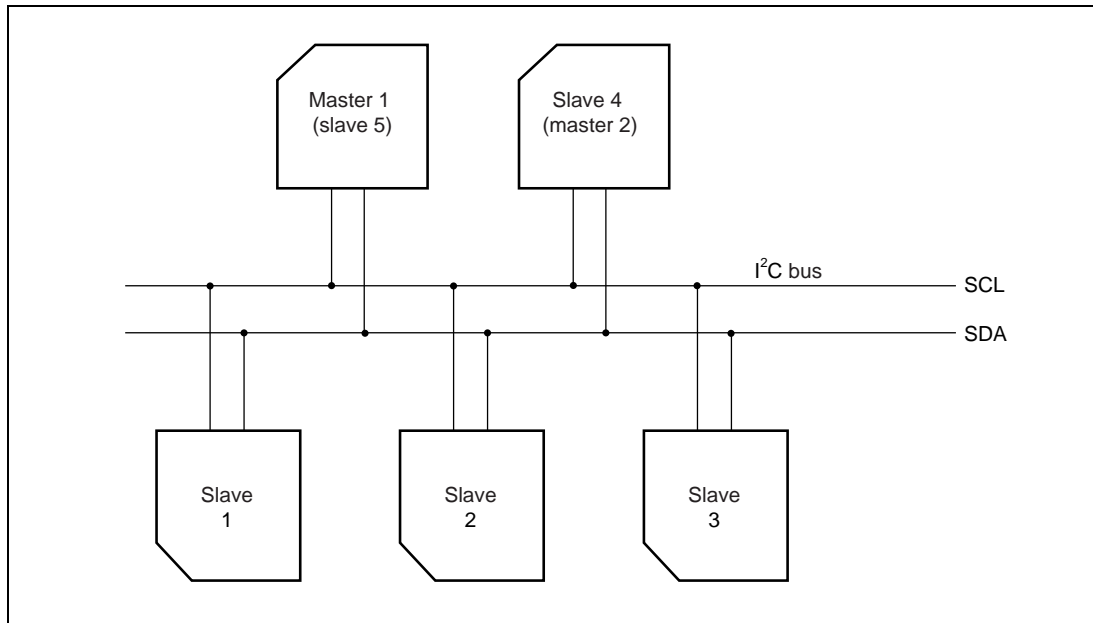 Master 1
(slave 5)
Slave 4
(master 2)
I²C bus
SCL
SDA
Slave
1
Slave
2
Slave
3